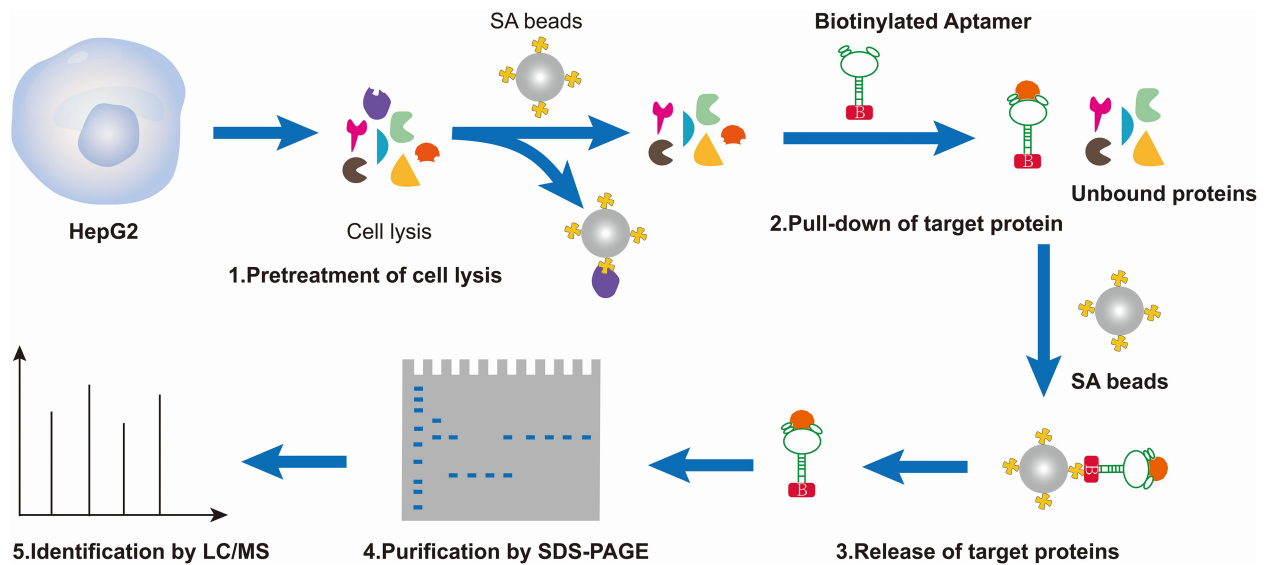 SA beads
Biotinylated Aptamer
B
B
HepG2
Cell lysis
1.Pretreatment of cell lysis
Unbound proteins
2.Pull-down of target protein
SA beads
B
B
5.Identification by LC/MS
4.Purification by SDS-PAGE
3.Release of target proteins